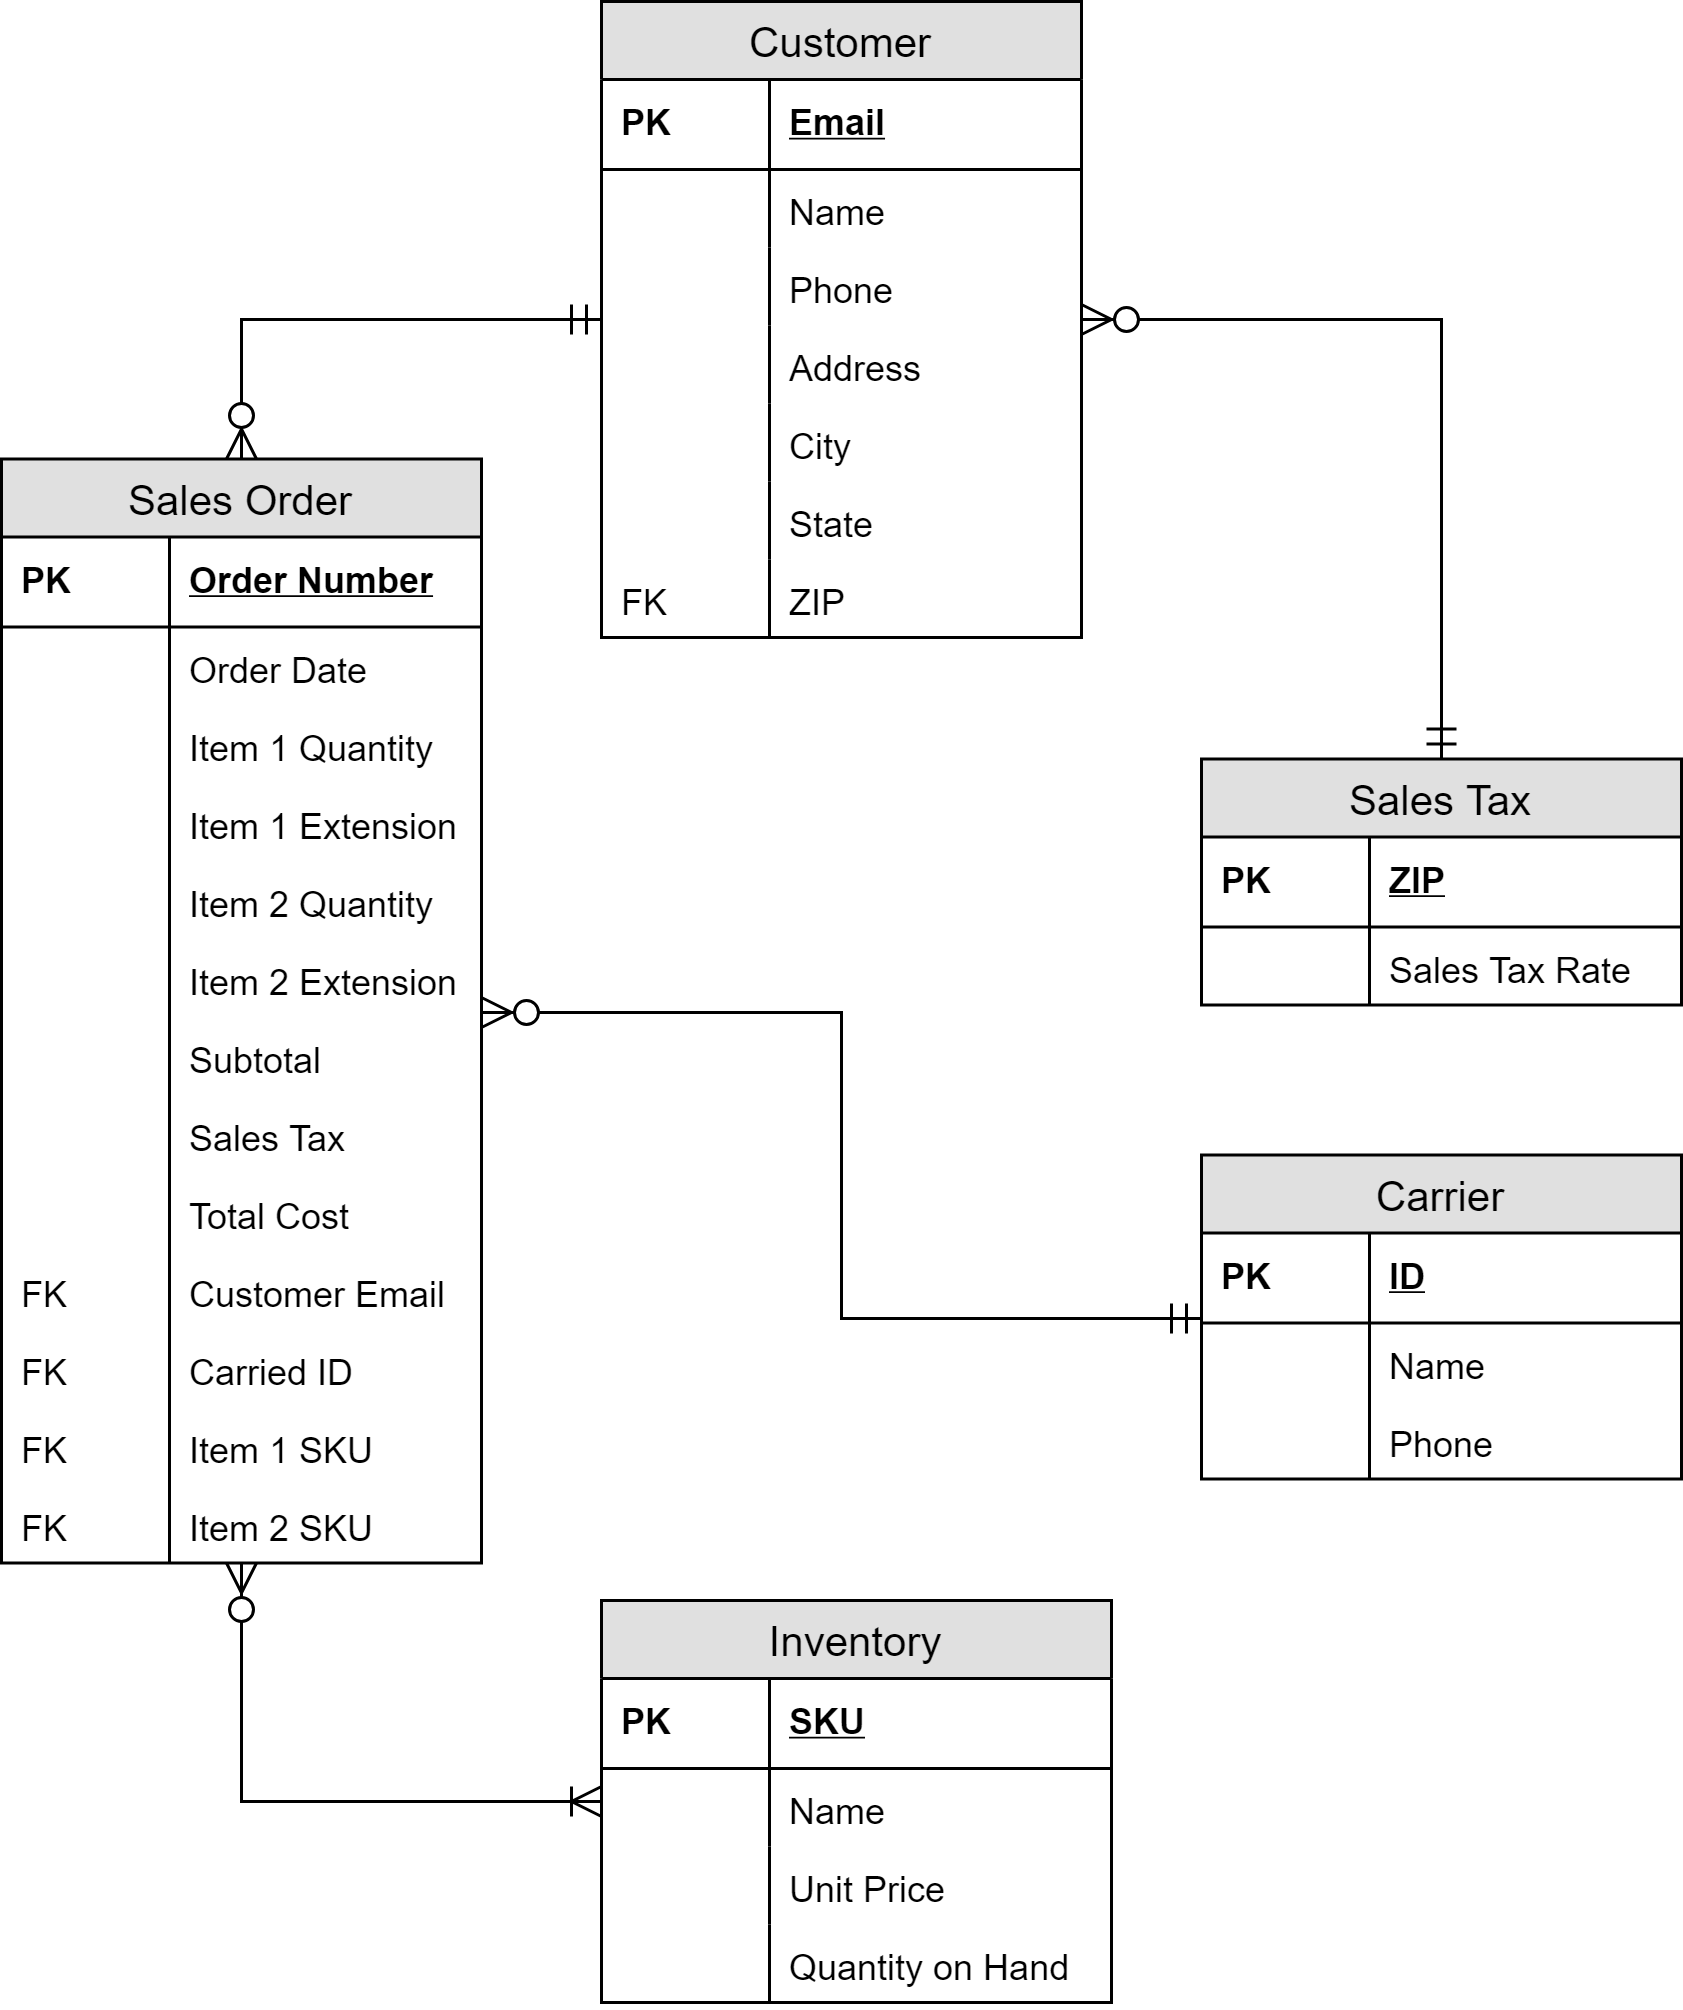 Customer
PK Email
Name
Phone
Address
City
State
FK ZIP
Sales Order
PK Order Number
Order Date
Item 1 Quantity
Item 1 Extension
Item 2 Quantity
Item 2 Extension
Subtotal
Sales Tax
Total Cost
FK Customer Email
FK Carried ID
FK Item 1 SKU
FK Item 2 SKU
Sales Tax
PK ZIP
Sales Tax Rate
Carrier
PK ID
Name
Phone
Inventory
PK SKU
Name
Unit Price
Quantity on Hand